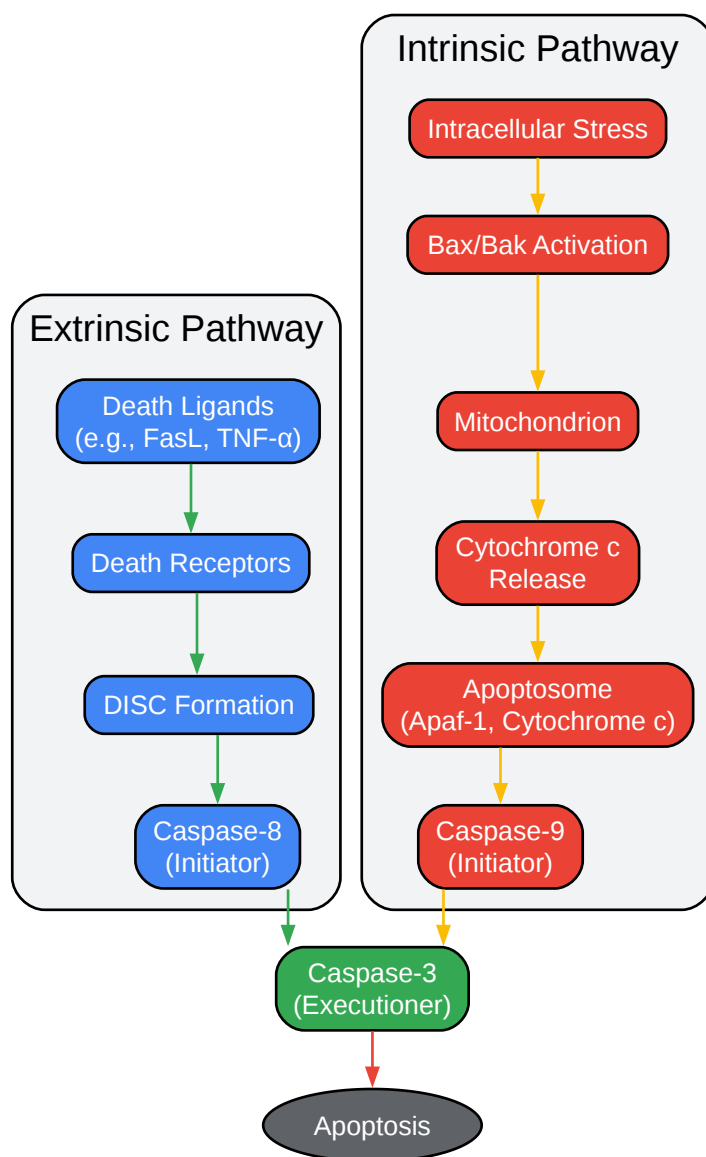 Intrinsic Pathway
Intracellular Stress
Bax/Bak Activation
Mitochondrion
Cytochrome c
Release
Apoptosome
(Apaf-1, Cytochrome c)
Caspase-9
(Initiator)
Extrinsic Pathway
Death Ligands
(e.g., FasL, TNF-α)
Death Receptors
DISC Formation
Caspase-8
(Initiator)
Caspase-3
(Executioner)
Apoptosis